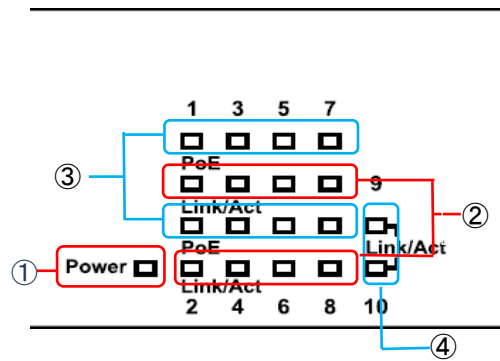 1 3 5 7
PoE
③
9
Link/Act
②
PoE
Link/Act
① Power
Link/Act
2 4 6 8 10
④